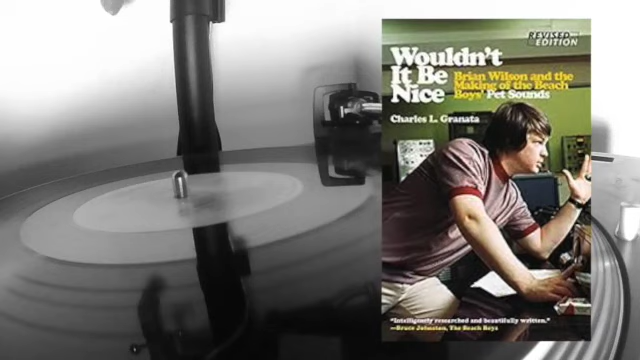 REVISED
EDITION
Wouldn't
It Be
Nice
Brian Wilson and the
Making of the Beach
Boys' Pet Sounds
Charles L. Granata
"Intelligently researched and beautifully written."
—Bruce Johnston, The Beach Boys